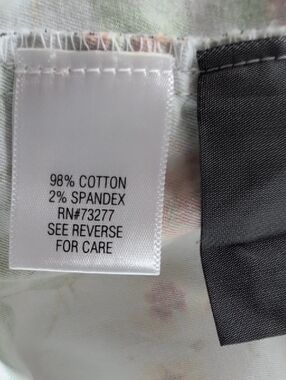 98% COTTON
2% SPANDEX
RN#73277
SEE REVERSE
FOR CARE